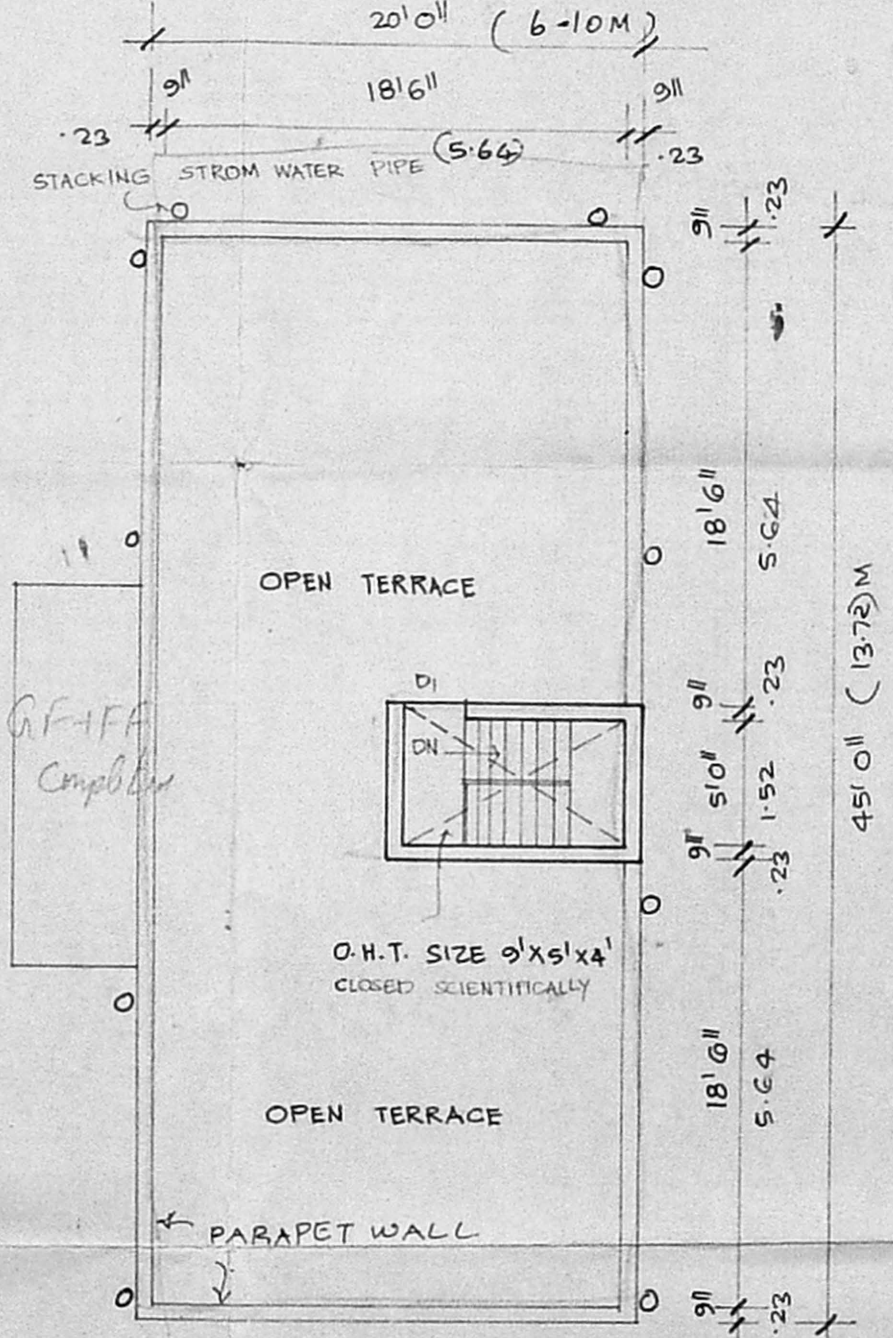 20'0" ( 6-10M)
9" 18'6" 9"
.23 (5.64) .23
STACKING STROM WATER PIPE
9" .23
18'6" 5.64
OPEN TERRACE
9" .23
D1
DN
5'0" 1.52
45'0" (13.72)M
9" .23
GF+FF
O.H.T. SIZE 9'X5'X4'
CLOSED SCIENTIFICALLY
18'6" 5.64
OPEN TERRACE
PARAPET WALL
9" .23